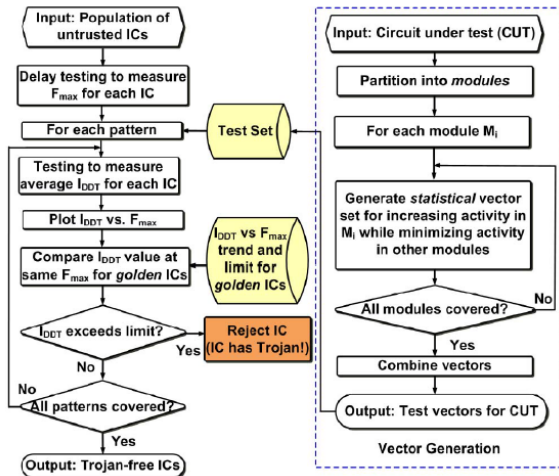 Input: Population of
untrusted ICs
Delay testing to measure
Fmax for each IC
For each pattern
Testing to measure
average IDDT for each IC
Plot IDDT vs. Fmax
Compare IDDT value at
same Fmax for golden ICs
IDDT exceeds limit?
Yes
No
Reject IC
(IC has Trojan!)
All patterns covered?
No
Yes
Output: Trojan-free ICs
Test Set
IDDT vs Fmax
trend and
limit for
golden ICs
Input: Circuit under test (CUT)
Partition into modules
For each module Mi
Generate statistical vector
set for increasing activity in
Mi while minimizing activity
in other modules
All modules covered?
No
Yes
Combine vectors
Output: Test vectors for CUT
Vector Generation